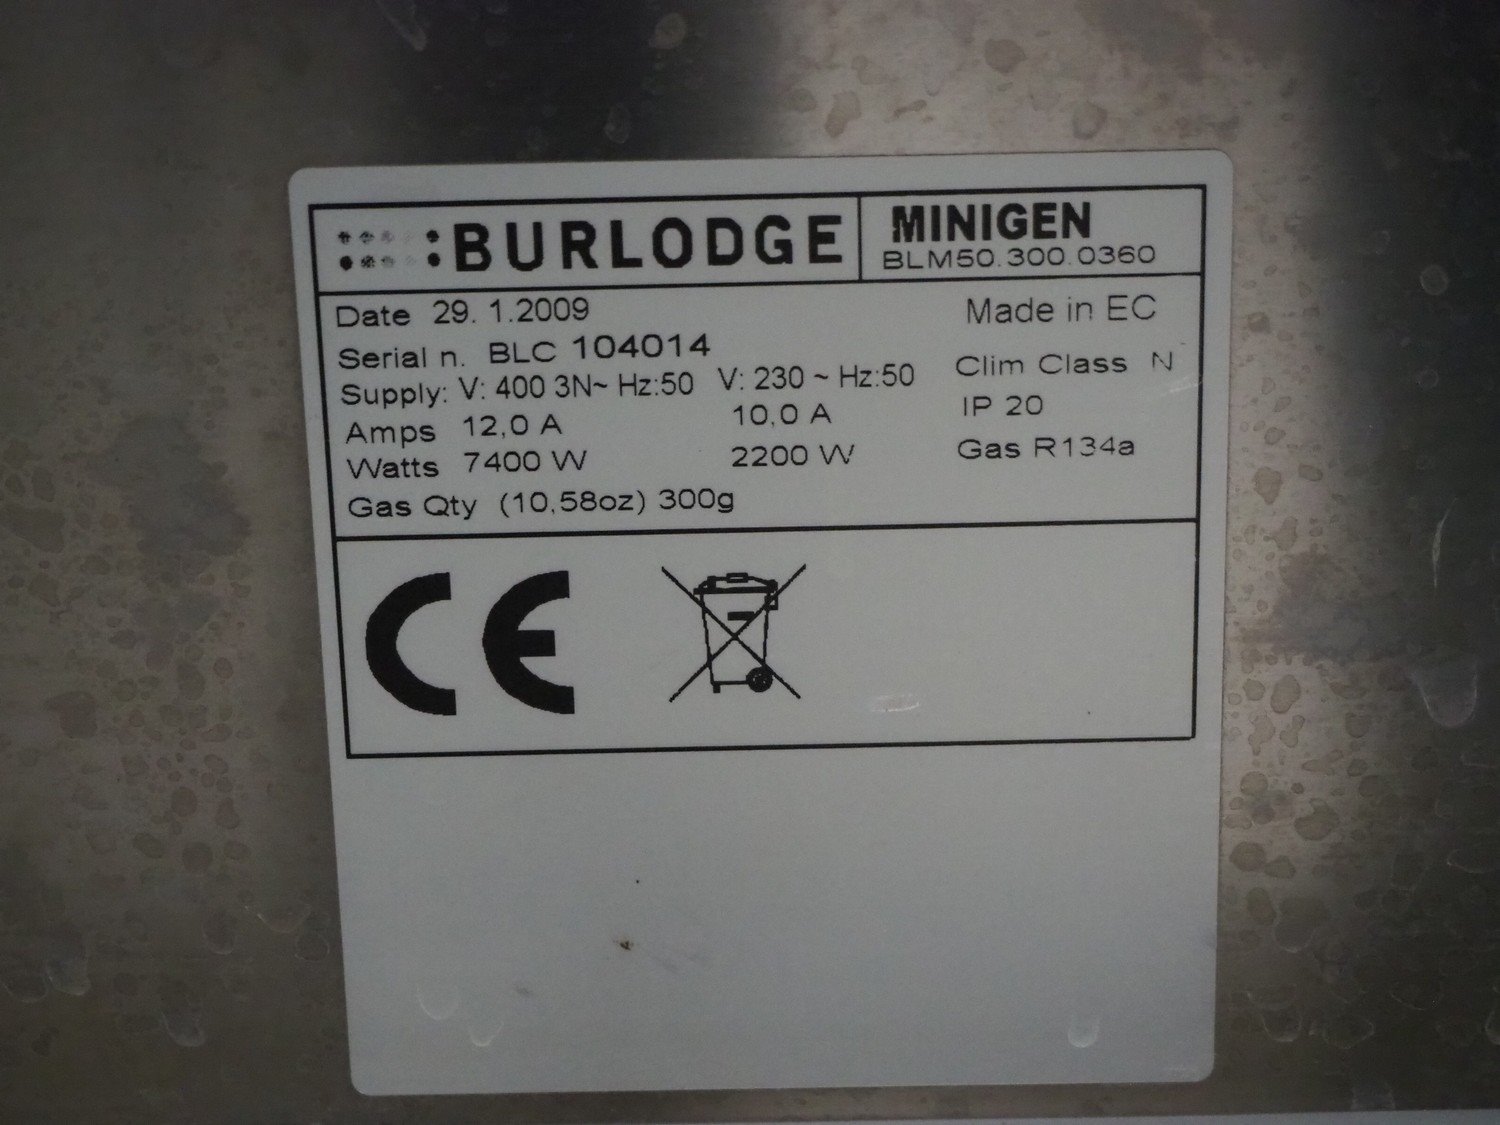 BURLODGE MINIGEN
BLM50.300.0360
Date 29. 1.2009 Made in EC
Serial n. BLC 104014 Clim Class N
Supply: V: 400 3N~ Hz:50 V: 230 ~ Hz:50
Amps 12,0 A 10,0 A IP 20
Watts 7400 W 2200 W Gas R134a
Gas Qty (10,58oz) 300g
CE